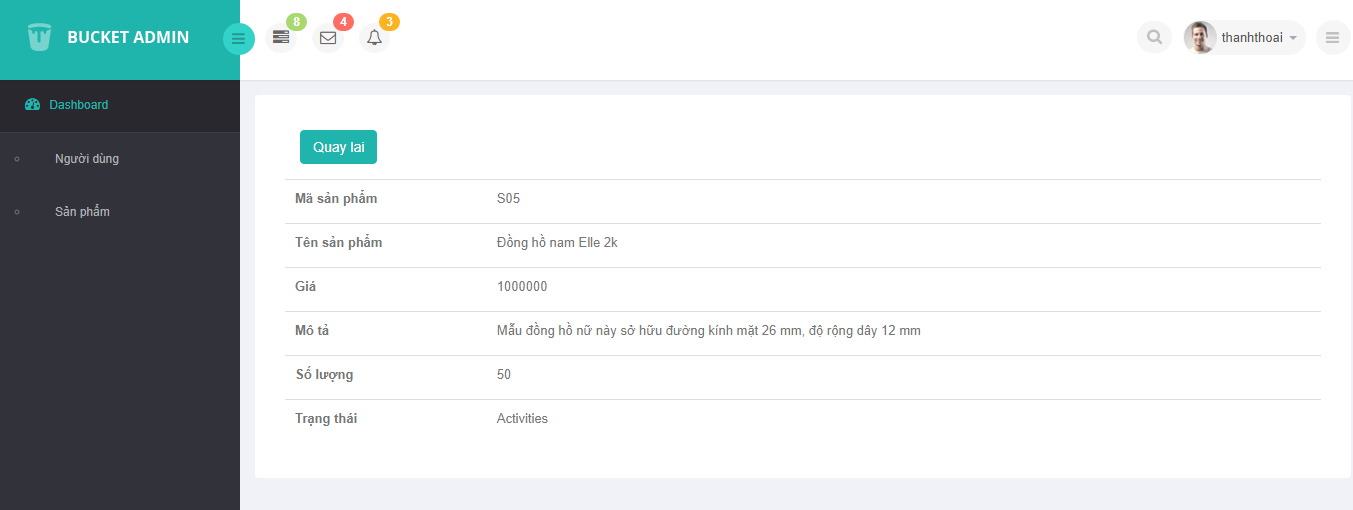 BUCKET ADMIN
8
4
3
thanhthoai
Dashboard
Người dùng
Sản phẩm
Quay lai
Mã sản phẩm S05
Tên sản phẩm Đồng hồ nam Elle 2k
Giá 1000000
Mô tả Mẫu đồng hồ nữ này sở hữu đường kính mặt 26 mm, độ rộng dây 12 mm
Số lượng 50
Trạng thái Activities